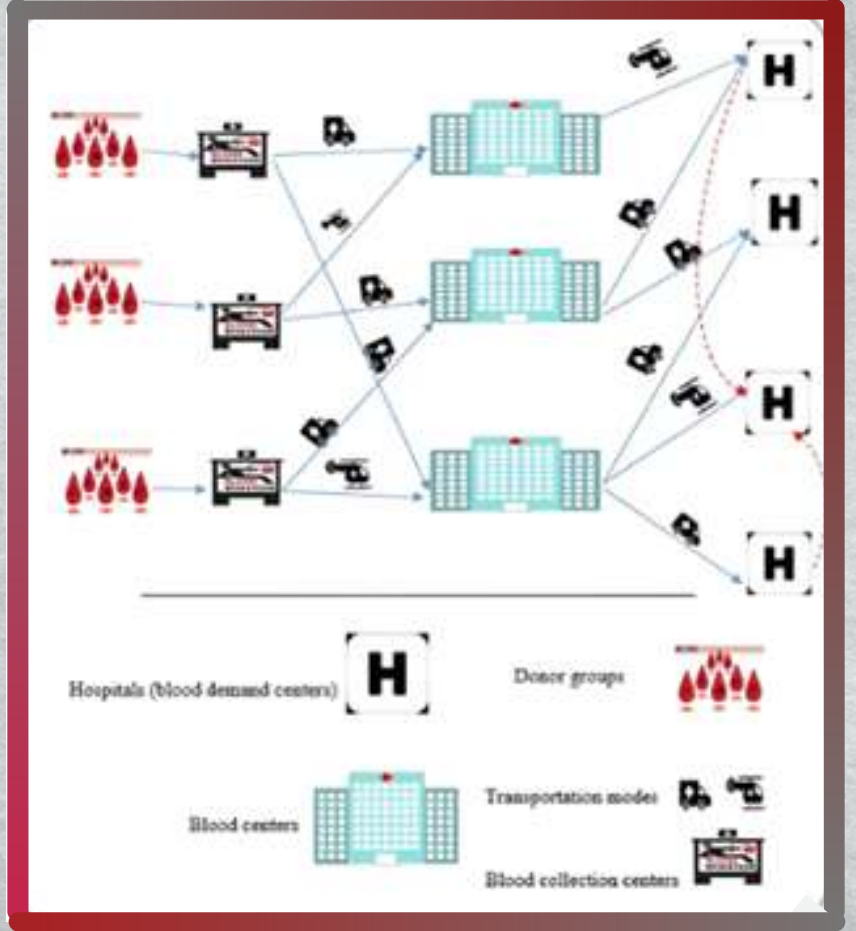 H
H
H
H
Hospitals (blood demand centers)
H
Donor groups
Blood centers
Transportation modes
Blood collection centers